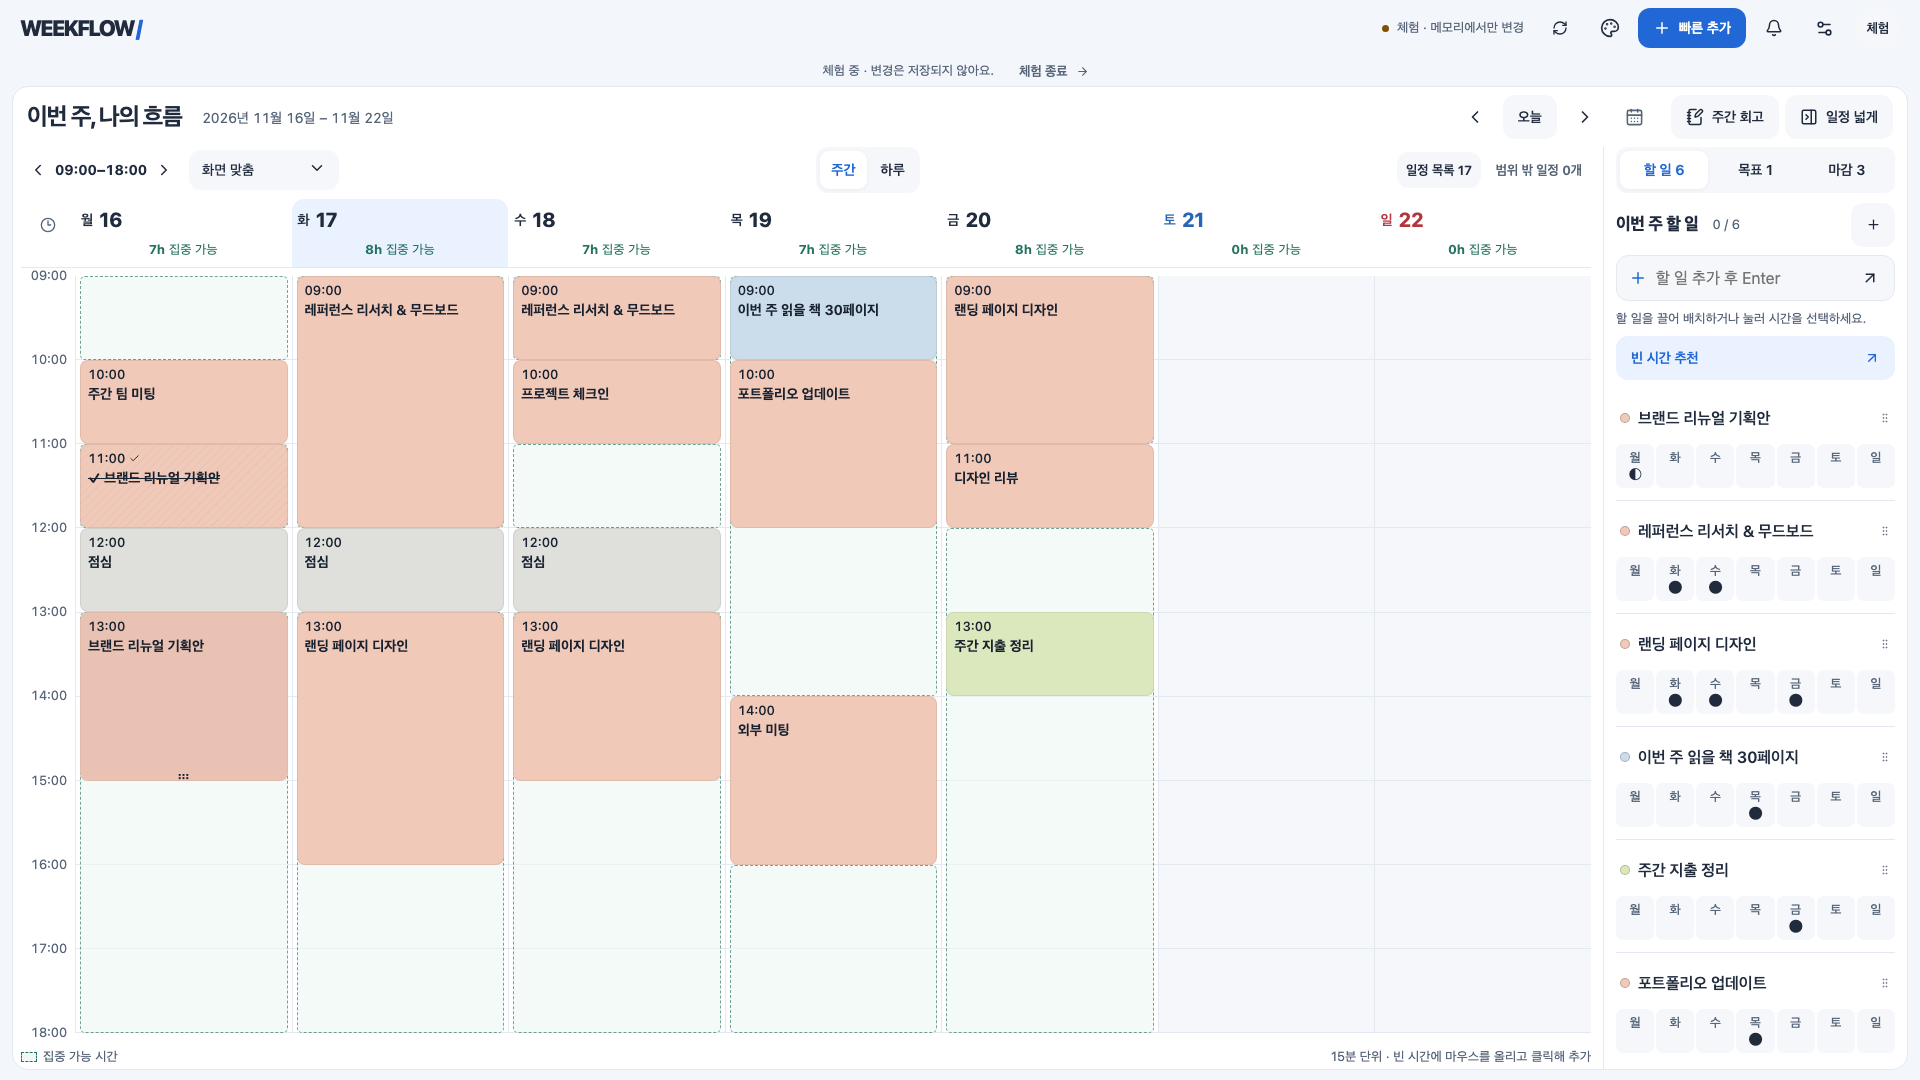 WEEKFLOW/
체험 · 메모리에서만 변경
빠른 추가
체험
체험 중 · 변경은 저장되지 않아요.
체험 종료 →
이번 주, 나의 흐름
2026년 11월 16일 – 11월 22일
오늘
주간 회고
일정 넓게
09:00–18:00
화면 맞춤
주간
하루
일정 목록 17
범위 밖 일정 0개
월 16
7h 집중 가능
화 17
8h 집중 가능
수 18
7h 집중 가능
목 19
7h 집중 가능
금 20
8h 집중 가능
토 21
0h 집중 가능
일 22
0h 집중 가능
09:00
10:00
11:00
12:00
13:00
14:00
15:00
16:00
17:00
18:00
10:00
주간 팀 미팅
11:00 ✓
✓ 브랜드 리뉴얼 기획안
12:00
점심
13:00
브랜드 리뉴얼 기획안
09:00
레퍼런스 리서치 & 무드보드
12:00
점심
13:00
랜딩 페이지 디자인
09:00
레퍼런스 리서치 & 무드보드
10:00
프로젝트 체크인
12:00
점심
13:00
랜딩 페이지 디자인
09:00
이번 주 읽을 책 30페이지
10:00
포트폴리오 업데이트
14:00
외부 미팅
09:00
랜딩 페이지 디자인
11:00
디자인 리뷰
13:00
주간 지출 정리
집중 가능 시간
15분 단위 · 빈 시간에 마우스를 올리고 클릭해 추가
할 일 6
목표 1
마감 3
이번 주 할 일 0 / 6
할 일 추가 후 Enter
할 일을 끌어 배치하거나 눌러 시간을 선택하세요.
빈 시간 추천
브랜드 리뉴얼 기획안
월 화 수 목 금 토 일
레퍼런스 리서치 & 무드보드
월 화 수 목 금 토 일
랜딩 페이지 디자인
월 화 수 목 금 토 일
이번 주 읽을 책 30페이지
월 화 수 목 금 토 일
주간 지출 정리
월 화 수 목 금 토 일
포트폴리오 업데이트
월 화 수 목 금 토 일